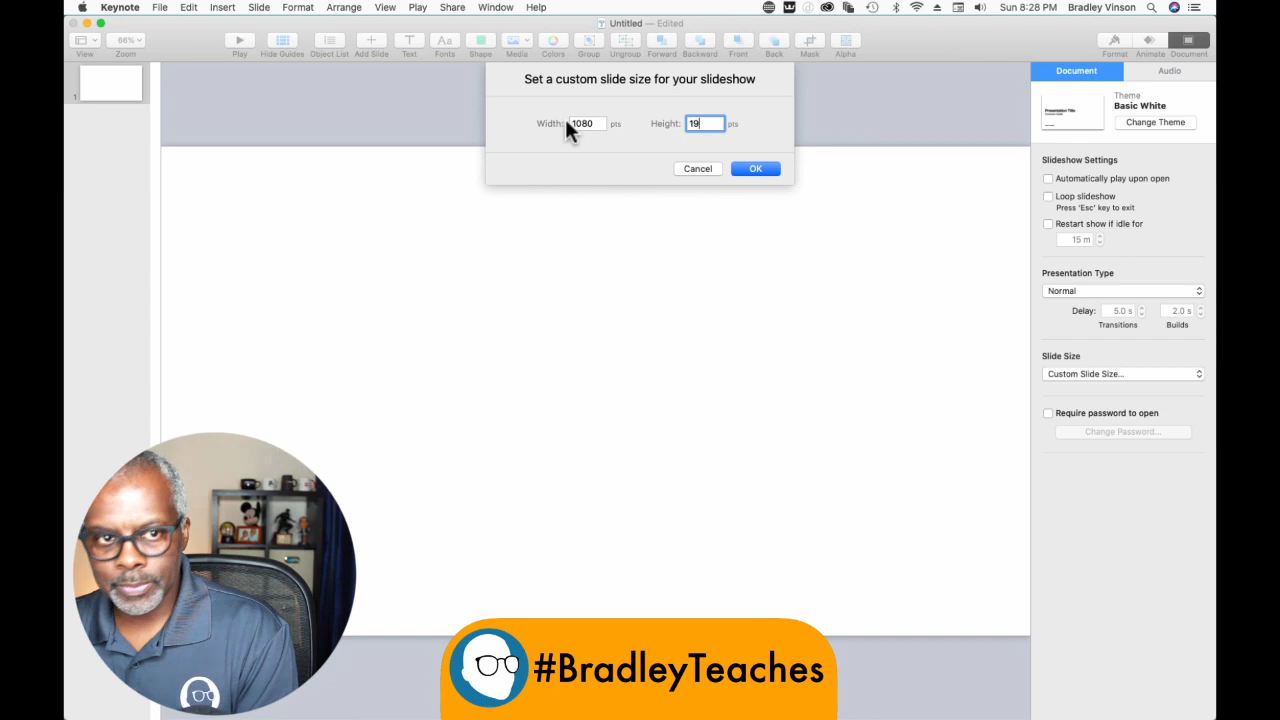 Keynote File Edit Insert Slide Format Arrange View Play Share Window Help
Sun 8:28 PM Bradley Vinson
Untitled — Edited
View Zoom Play Hide Guides Object List Add Slide Text Fonts Shape Media Colors Group Ungroup Forward Backward Front Back Mask Alpha Format Animate Document
66%
1
Set a custom slide size for your slideshow
Width: 1080 pts Height: 19 pts
Cancel OK
Document Audio
Presentation Title
Theme
Basic White
Change Theme
Slideshow Settings
Automatically play upon open
Loop slideshow
Press 'Esc' key to exit
Restart show if idle for
15 m
Presentation Type
Normal
Delay: 5.0 s 2.0 s
Transitions Builds
Slide Size
Custom Slide Size...
Require password to open
Change Password...
#BradleyTeaches